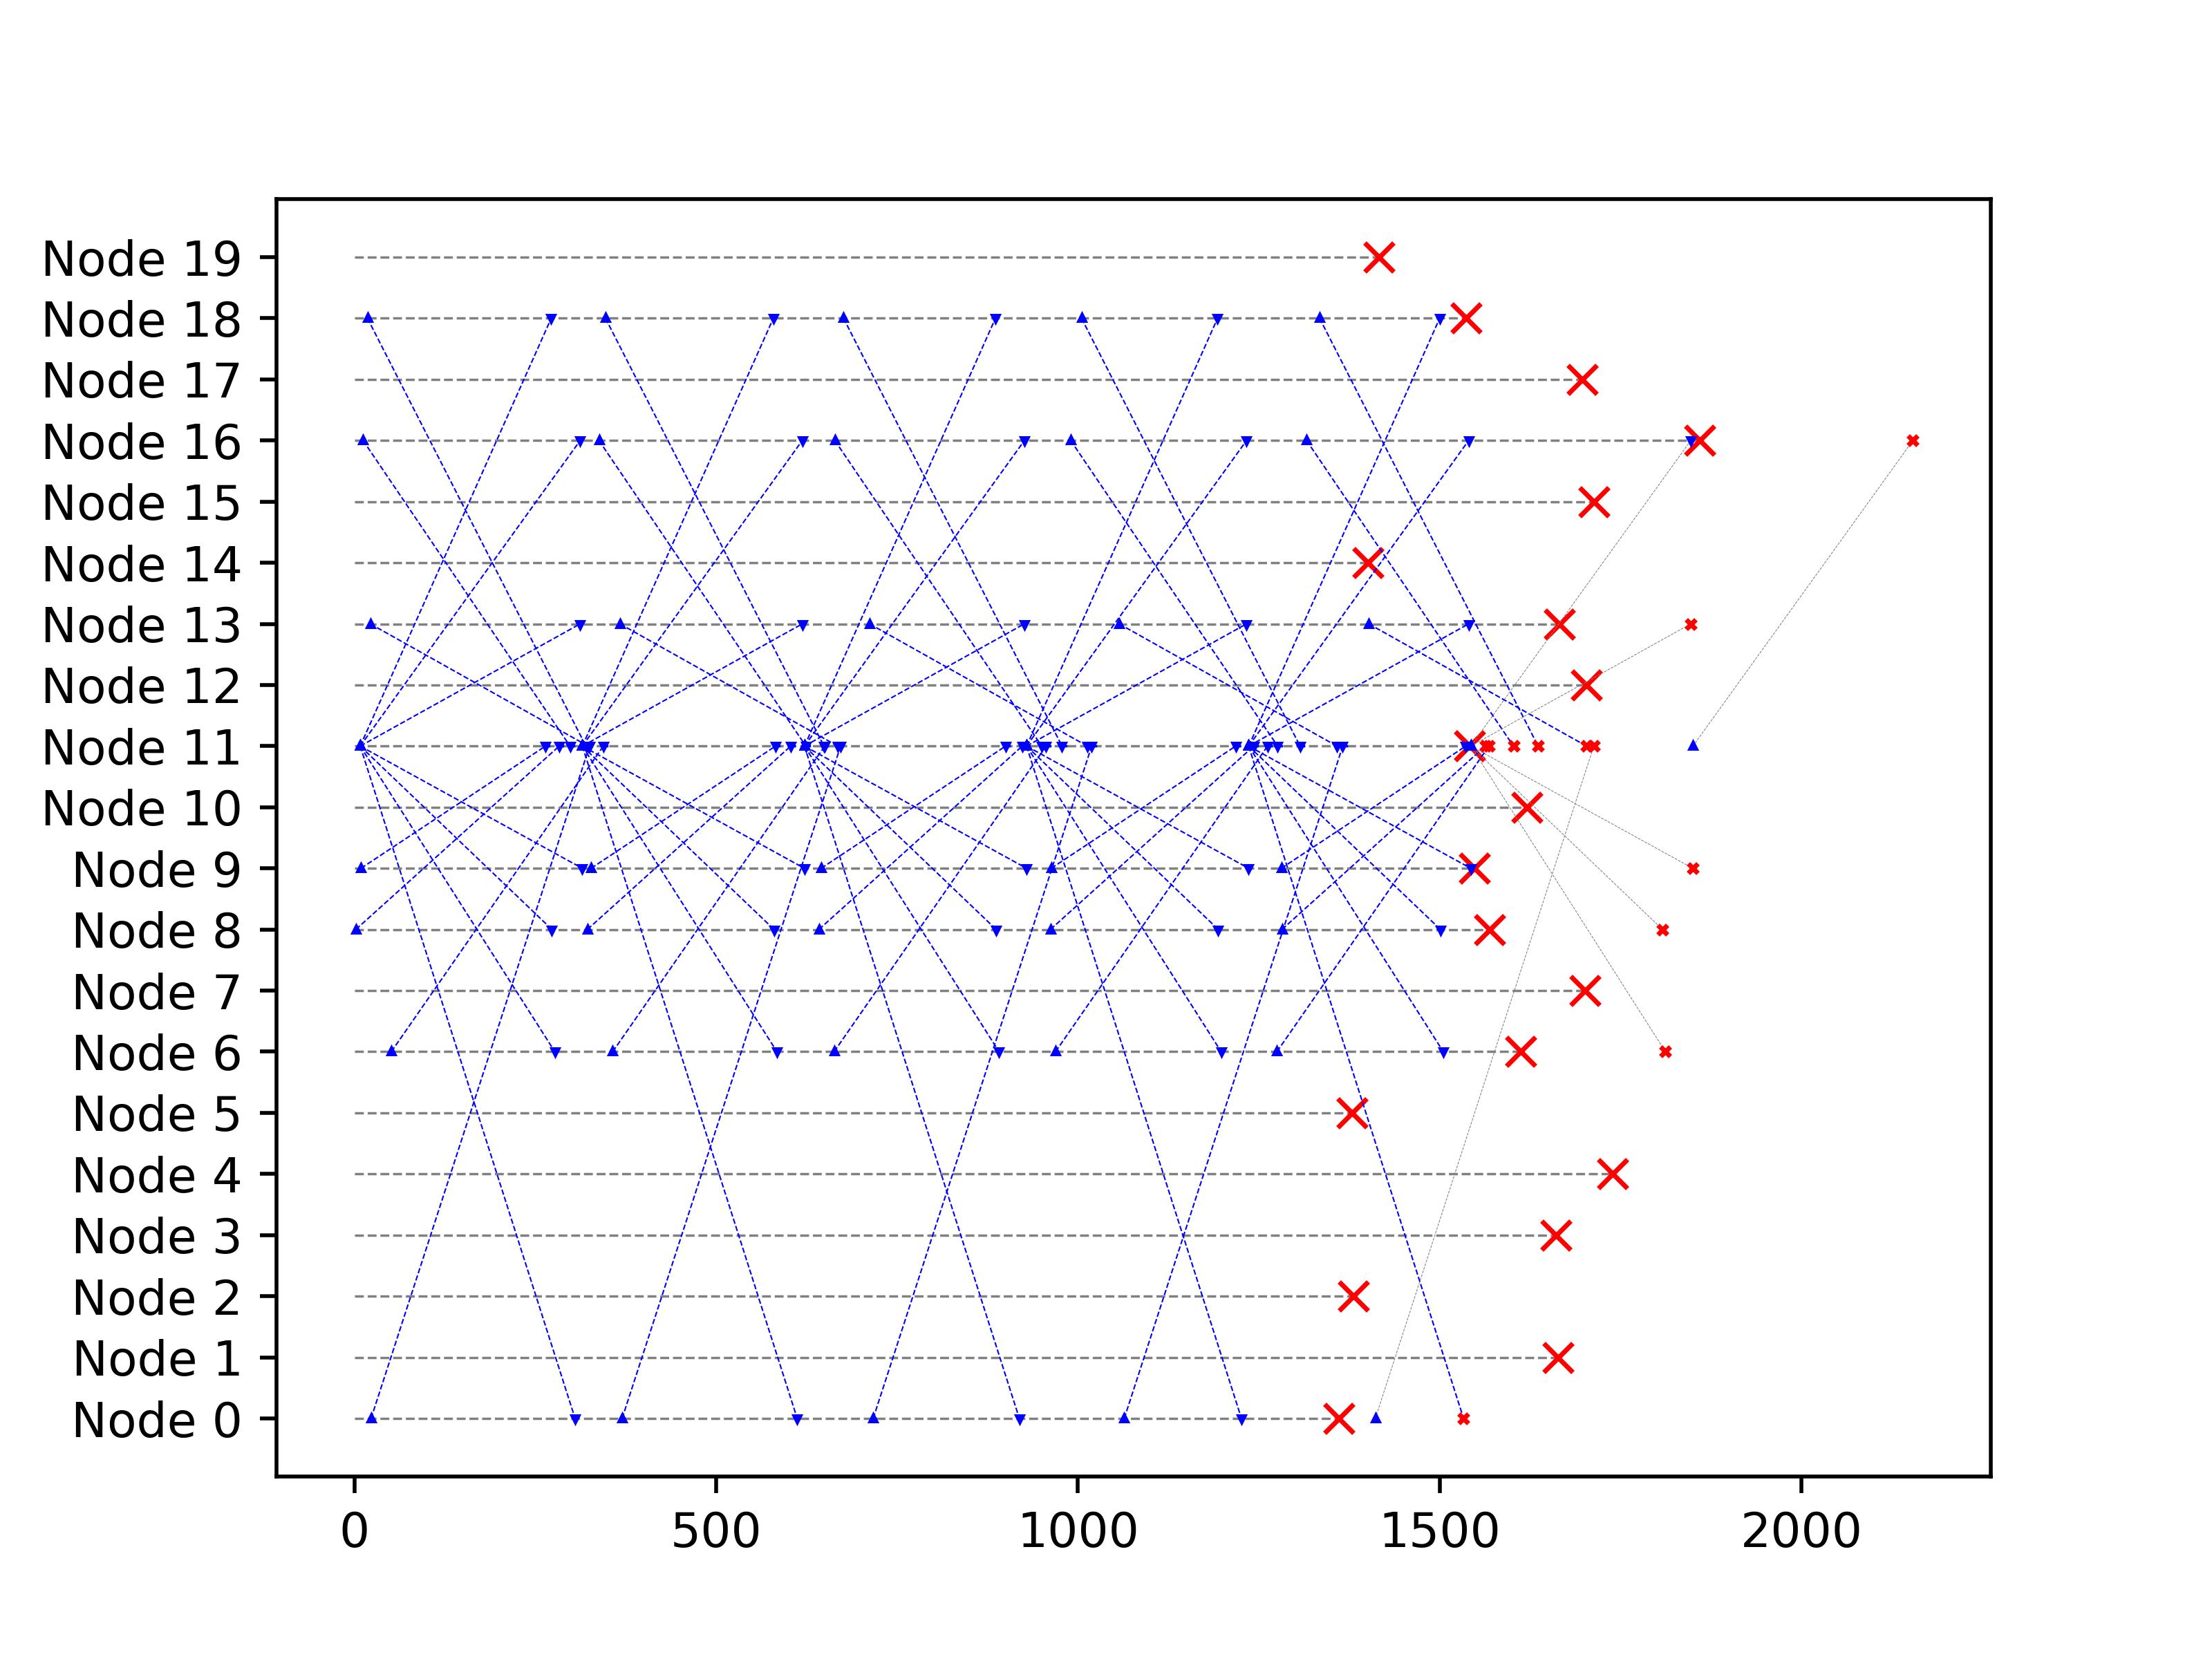 Node 19
Node 18
Node 17
Node 16
Node 15
Node 14
Node 13
Node 12
Node 11
Node 10
Node 9
Node 8
Node 7
Node 6
Node 5
Node 4
Node 3
Node 2
Node 1
Node 0
0 500 1000 1500 2000